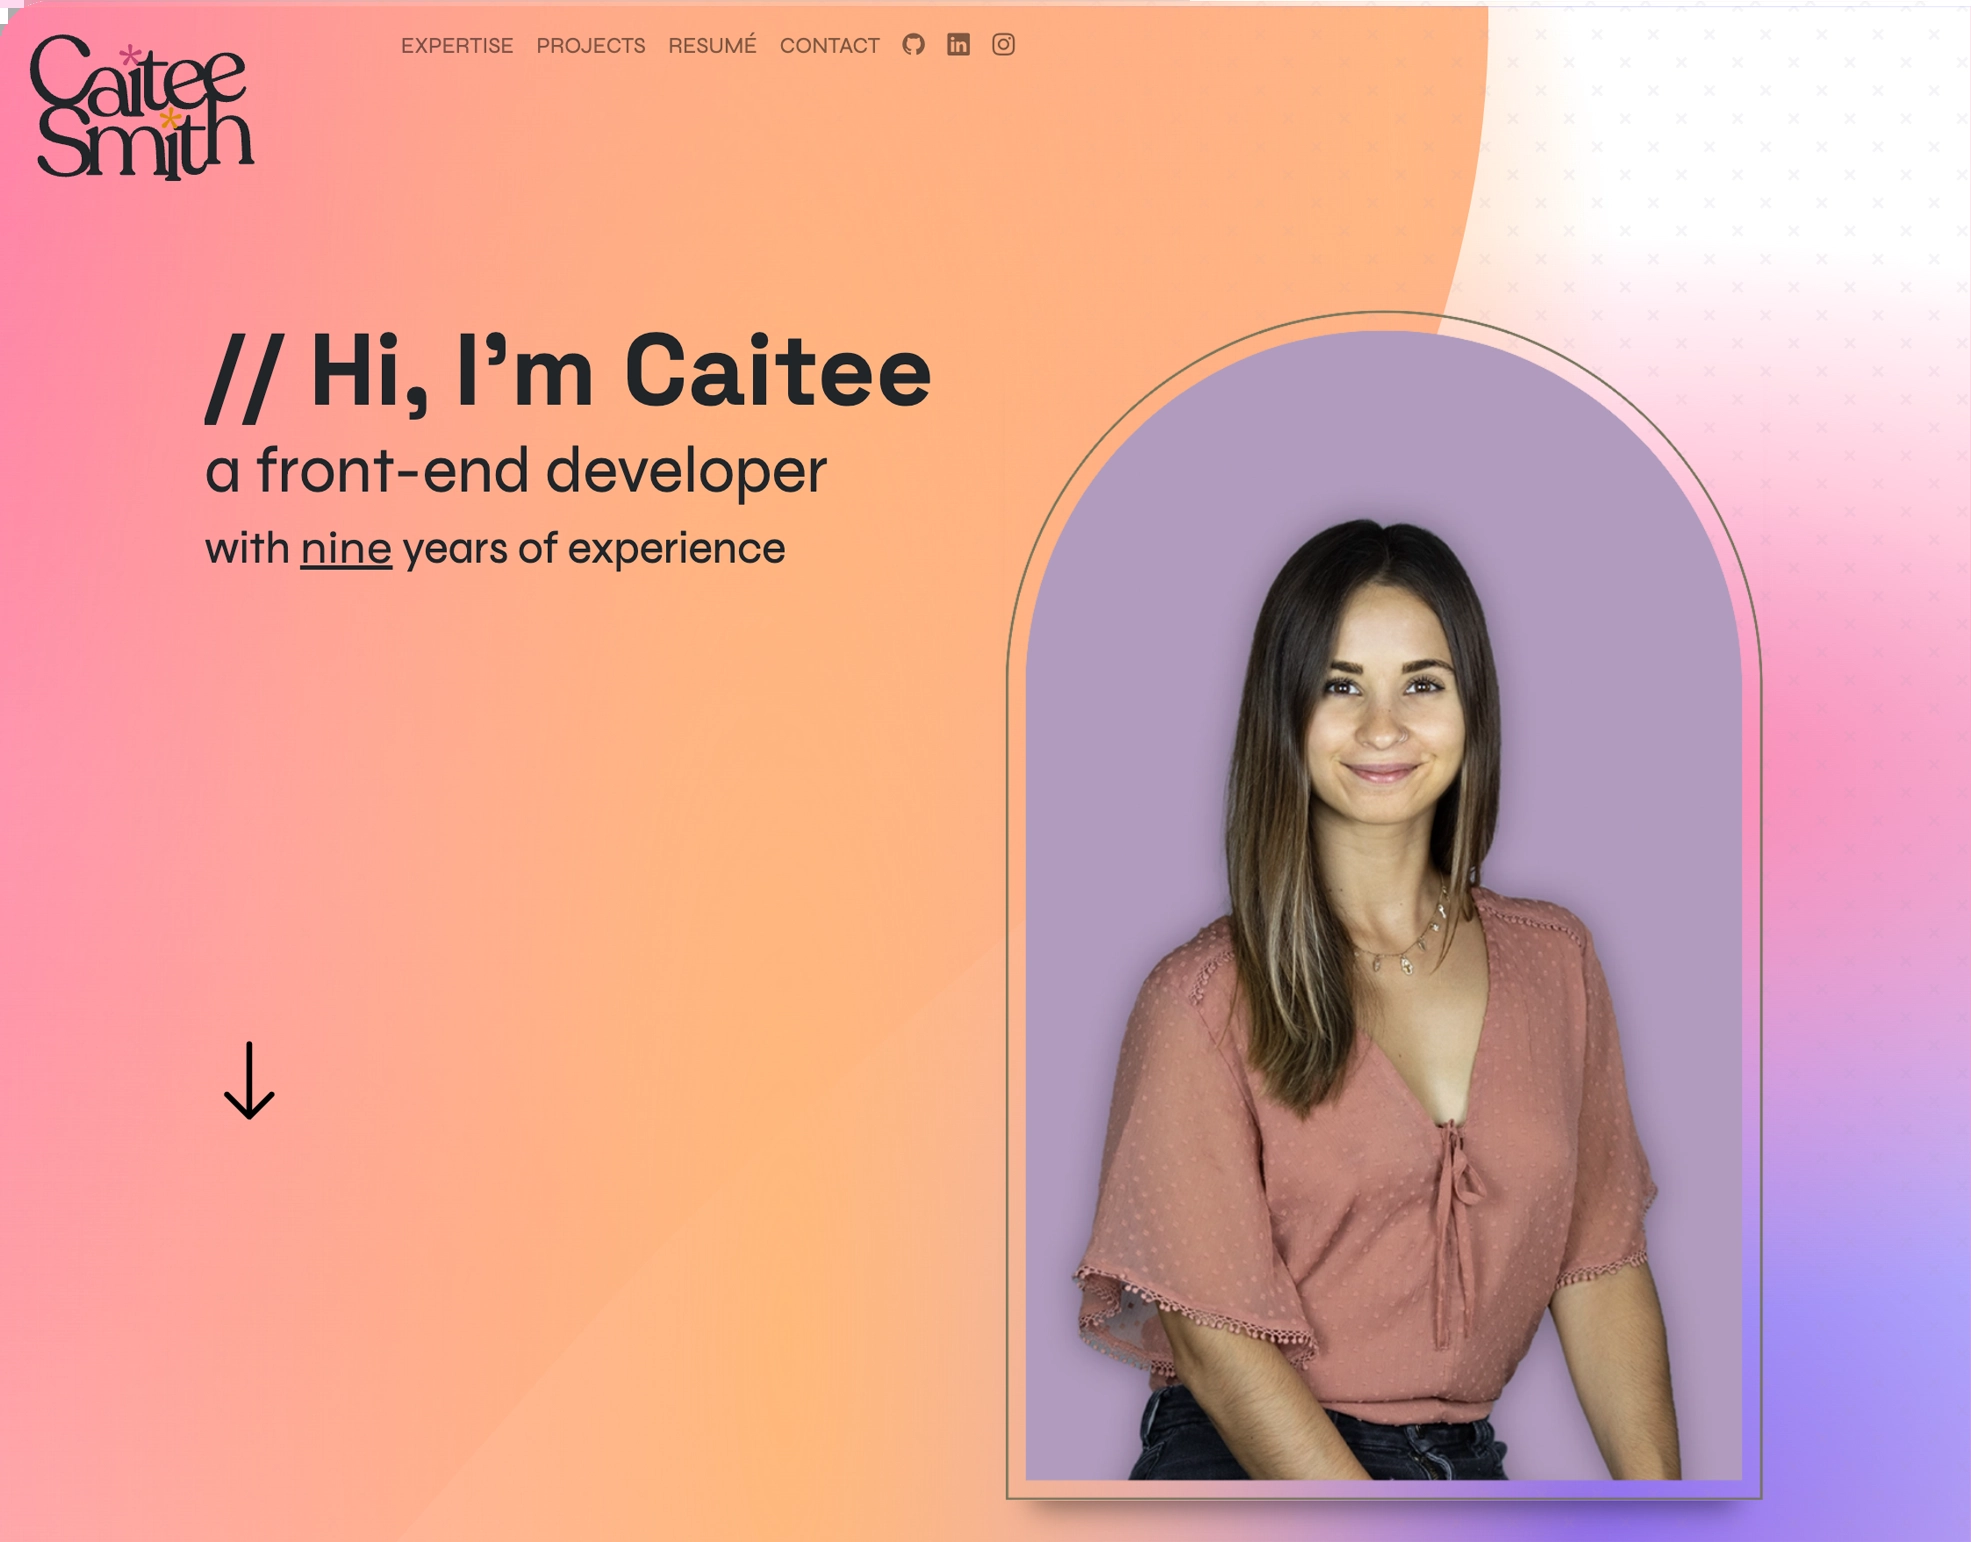 Caitee
Smith
EXPERTISE PROJECTS RESUMÉ CONTACT
// Hi, I’m Caitee
a front-end developer
with nine years of experience